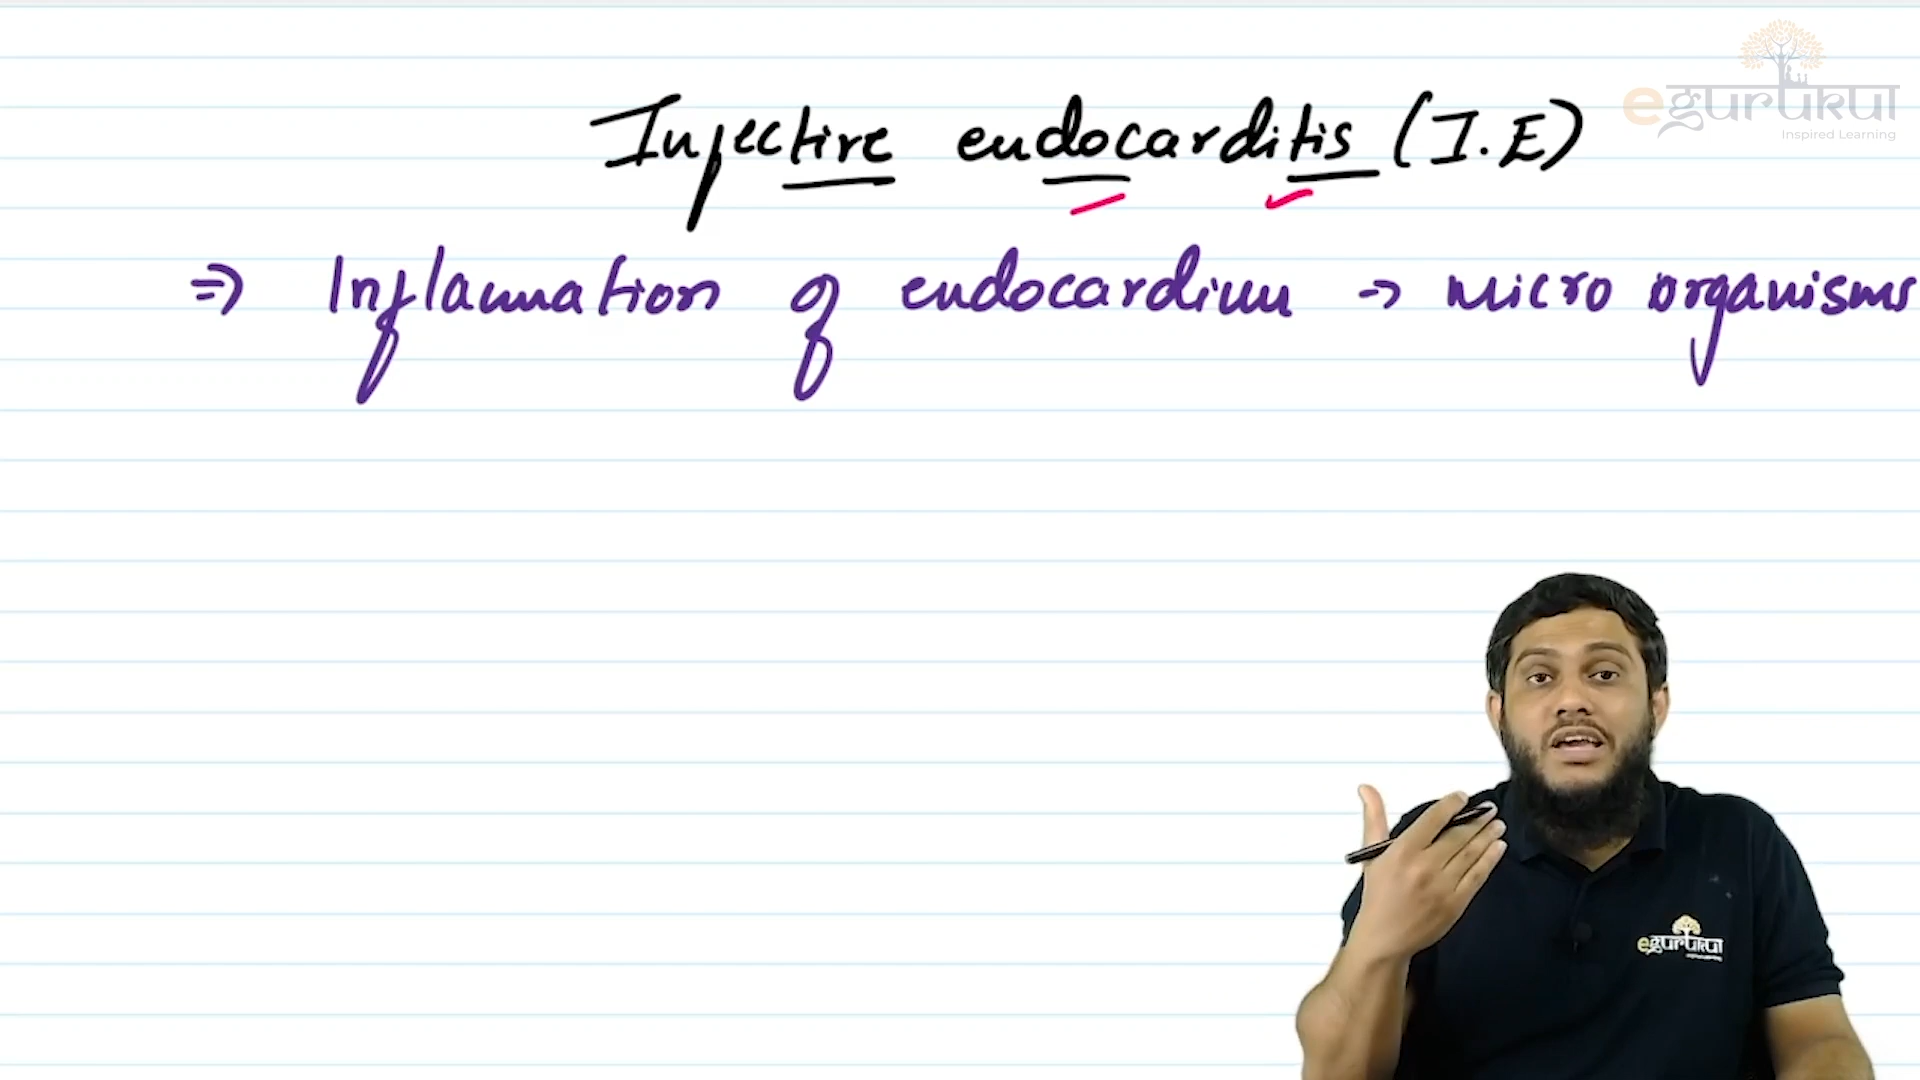 egurukul
Inspired Learning
Infective endocarditis (I.E)
=> Inflammation of endocardium -> micro organisms
egurukul